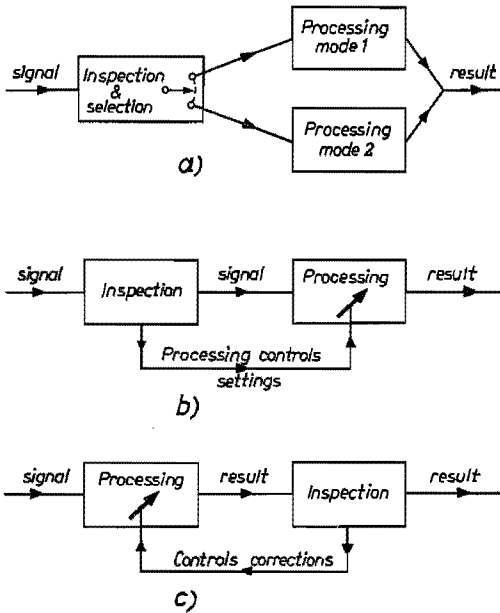 signal
Inspection
&
selection
Processing
mode 1
Processing
mode 2
result
a)
signal
Inspection
signal
Processing
result
Processing controls
settings
b)
signal
Processing
result
Inspection
result
Controls corrections
c)